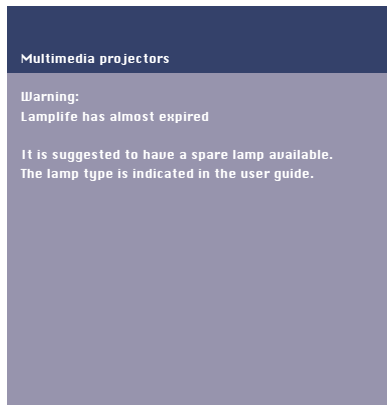 Multimedia projectors
Warning:
Lamplife has almost expired
It is suggested to have a spare lamp available.
The lamp type is indicated in the user guide.